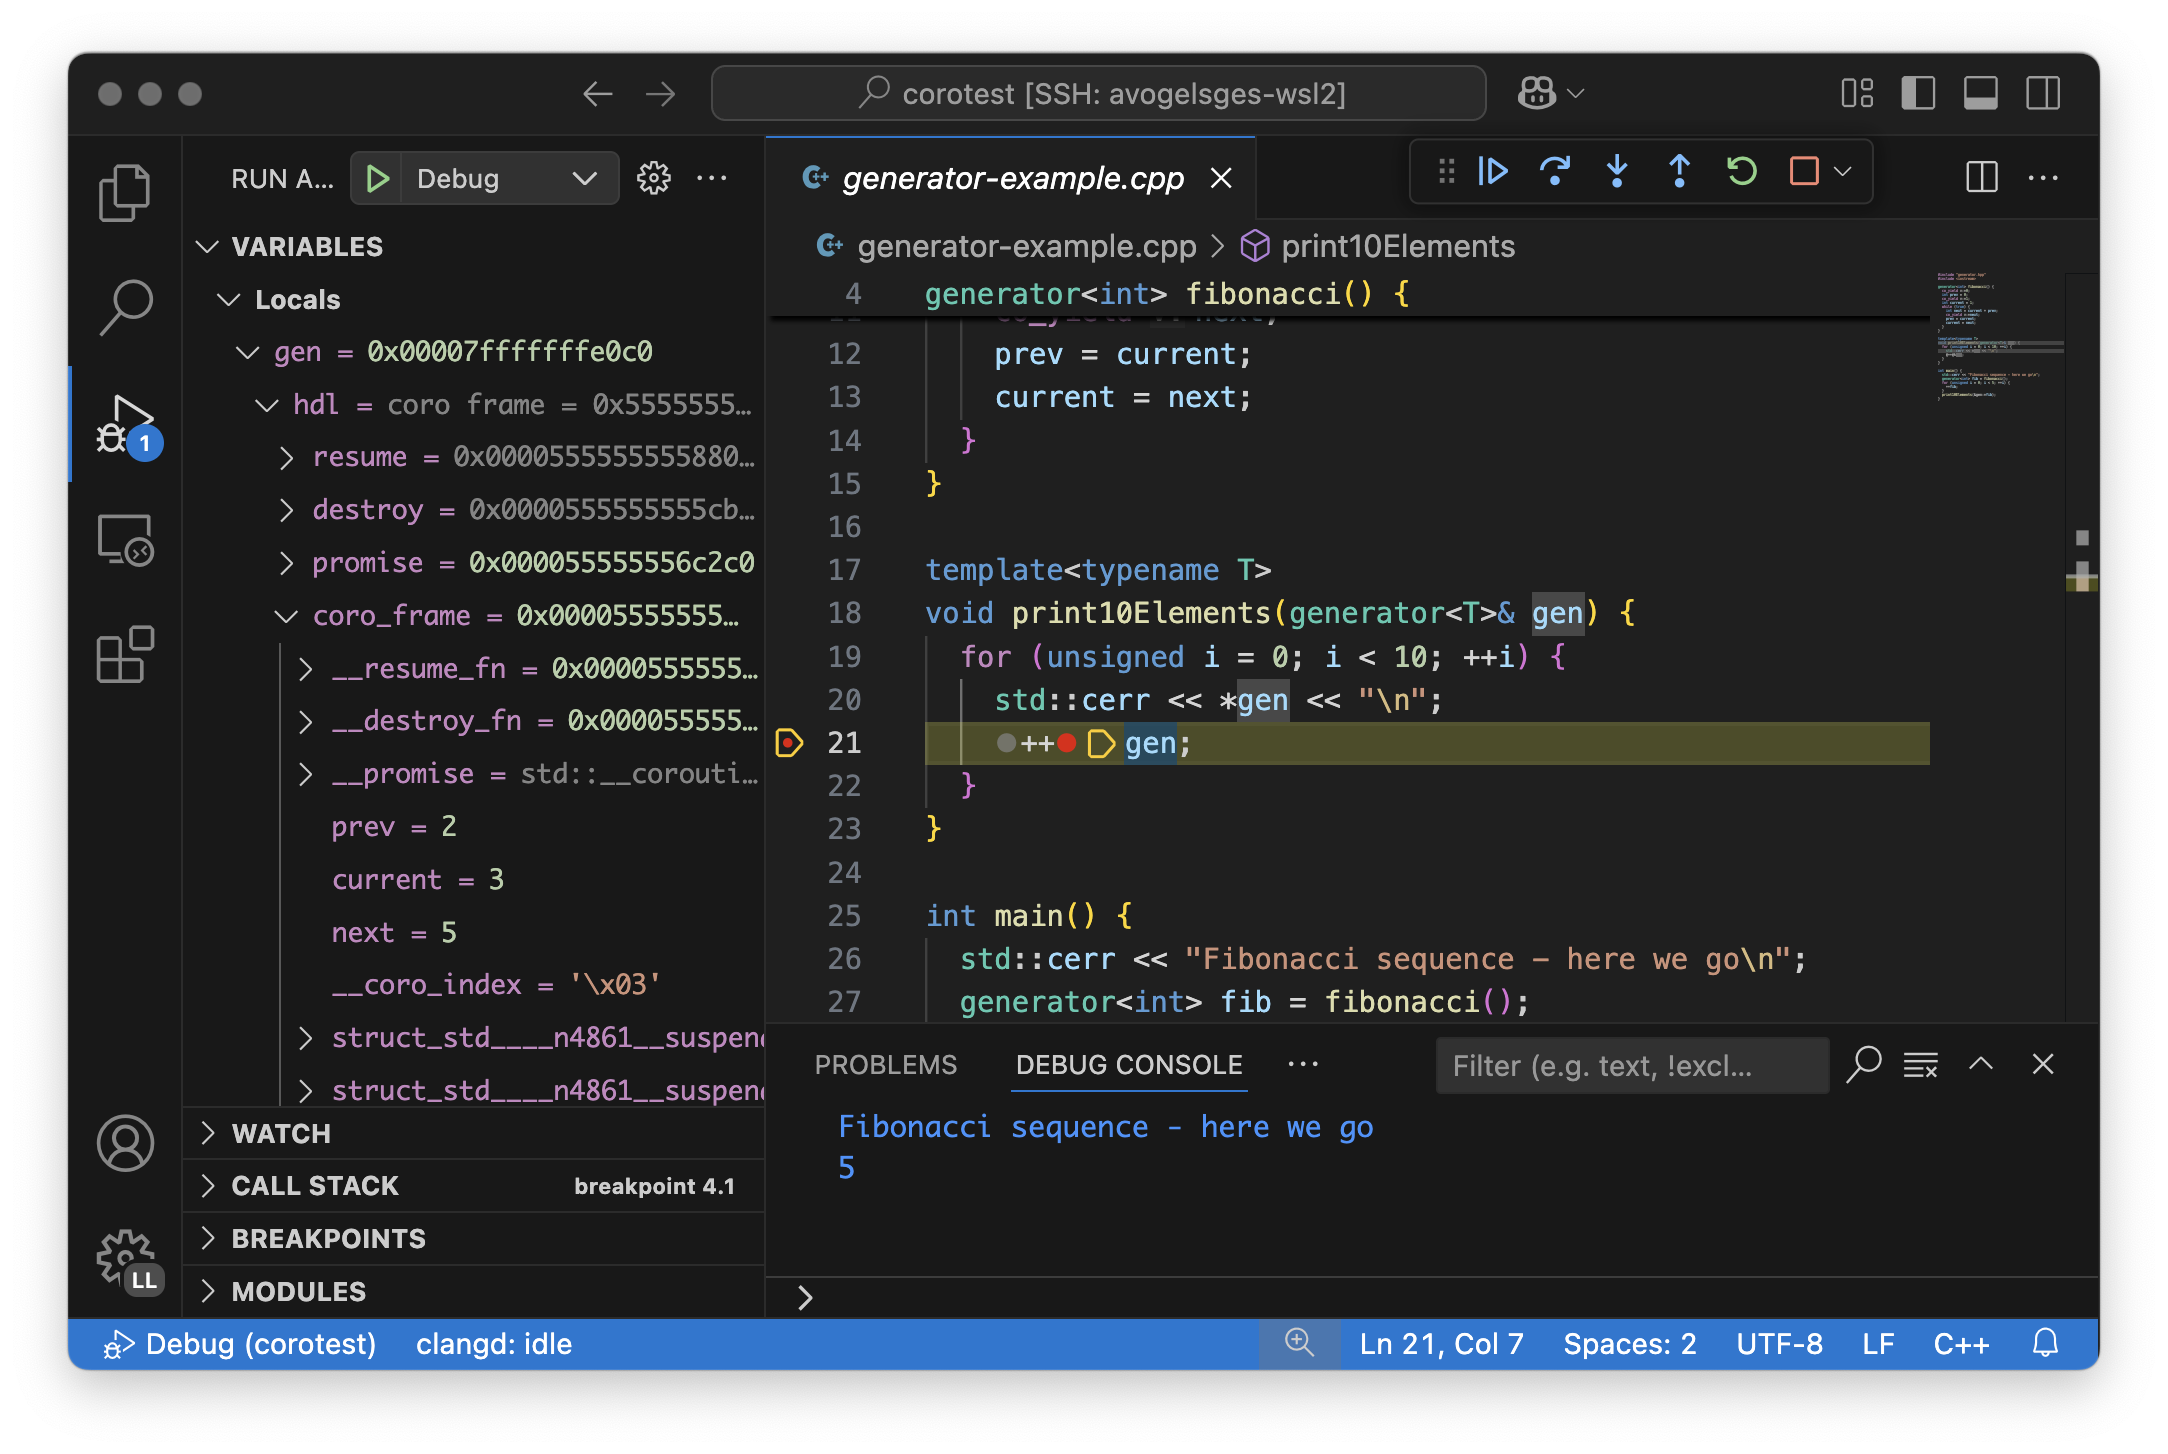 corotest [SSH: avogelsges-wsl2]
RUN A...
Debug
VARIABLES
Locals
gen = 0x00007fffffffe0c0
hdl = coro frame = 0x5555555…
resume = 0x0000555555555880…
destroy = 0x0000555555555cb…
promise = 0x000055555556c2c0
coro_frame = 0x00005555555…
__resume_fn = 0x0000555555…
__destroy_fn = 0x000055555…
__promise = std::__corouti…
prev = 2
current = 3
next = 5
__coro_index = '\x03'
struct_std____n4861__suspen
struct_std____n4861__suspen
WATCH
CALL STACK breakpoint 4.1
BREAKPOINTS
MODULES
generator-example.cpp
generator-example.cpp > print10Elements
4 generator<int> fibonacci() {
12 prev = current;
13 current = next;
14 }
15 }
16
17 template<typename T>
18 void print10Elements(generator<T>& gen) {
19 for (unsigned i = 0; i < 10; ++i) {
20 std::cerr << *gen << "\n";
21 ++gen;
22 }
23 }
24
25 int main() {
26 std::cerr << "Fibonacci sequence – here we go\n";
27 generator<int> fib = fibonacci();
PROBLEMS DEBUG CONSOLE
Filter (e.g. text, !excl...
Fibonacci sequence - here we go
5
1
LL
Debug (corotest) clangd: idle Ln 21, Col 7 Spaces: 2 UTF-8 LF C++